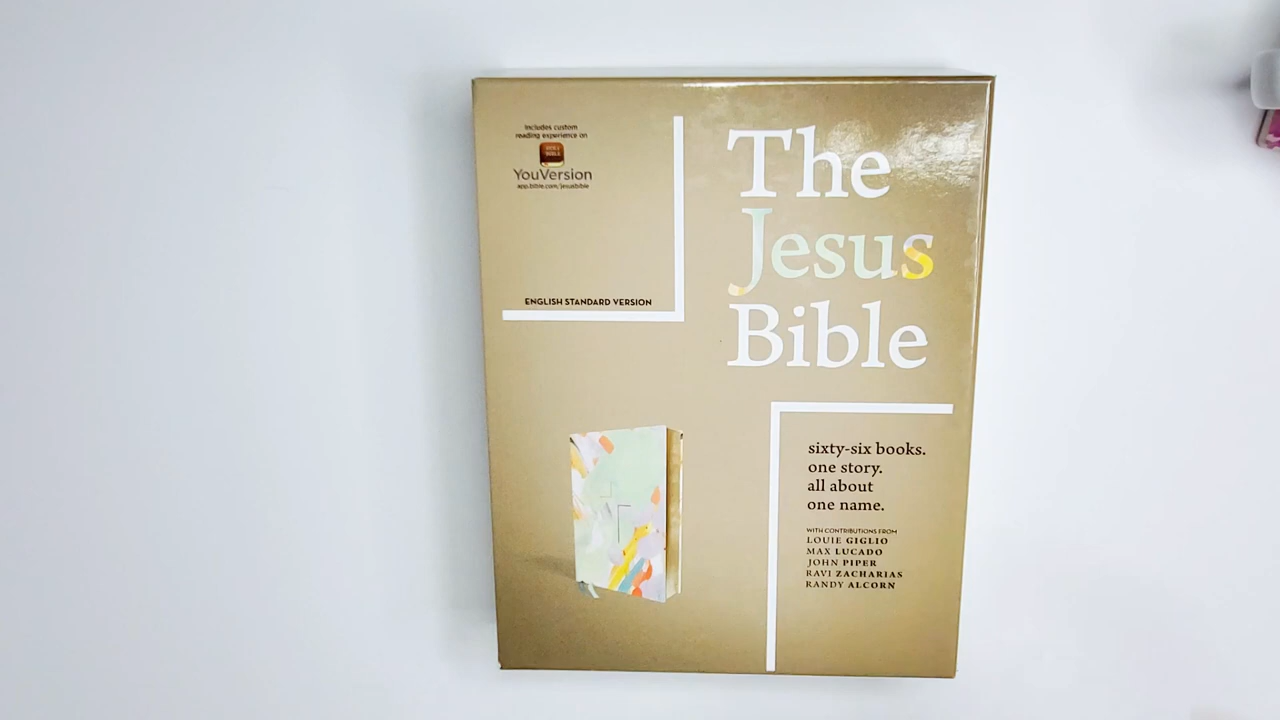 Includes custom
reading experience on
HOLY
BIBLE
YouVersion
app.bible.com/jesusbible
ENGLISH STANDARD VERSION
The
Jesus
Bible
sixty-six books.
one story.
all about
one name.
WITH CONTRIBUTIONS FROM
LOUIE GIGLIO
MAX LUCADO
JOHN PIPER
RAVI ZACHARIAS
RANDY ALCORN